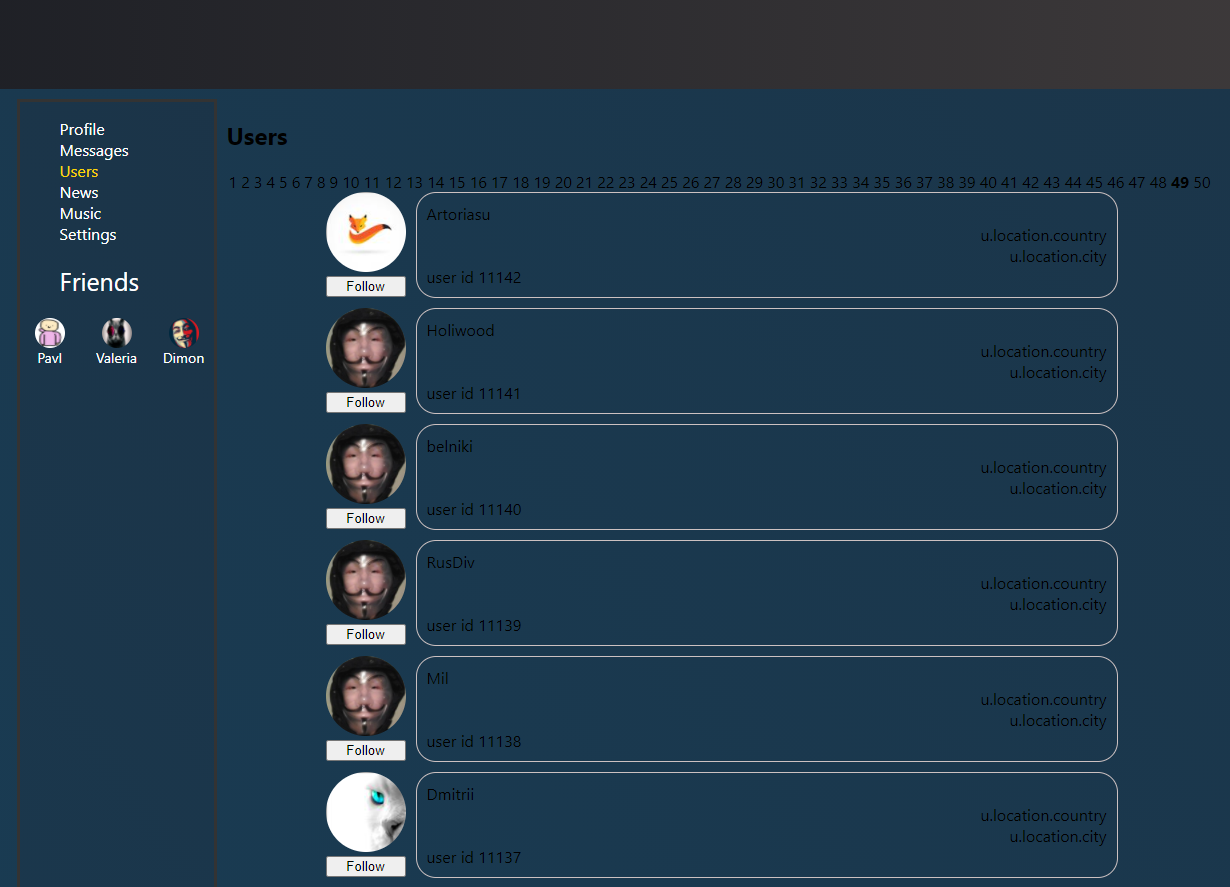 Profile
Messages
Users
News
Music
Settings
Friends
Pavl Valeria Dimon
Users
1 2 3 4 5 6 7 8 9 10 11 12 13 14 15 16 17 18 19 20 21 22 23 24 25 26 27 28 29 30 31 32 33 34 35 36 37 38 39 40 41 42 43 44 45 46 47 48 49 50
Artoriasu
u.location.country
u.location.city
user id 11142
Follow
Holiwood
u.location.country
u.location.city
user id 11141
Follow
belniki
u.location.country
u.location.city
user id 11140
Follow
RusDiv
u.location.country
u.location.city
user id 11139
Follow
Mil
u.location.country
u.location.city
user id 11138
Follow
Dmitrii
u.location.country
u.location.city
user id 11137
Follow